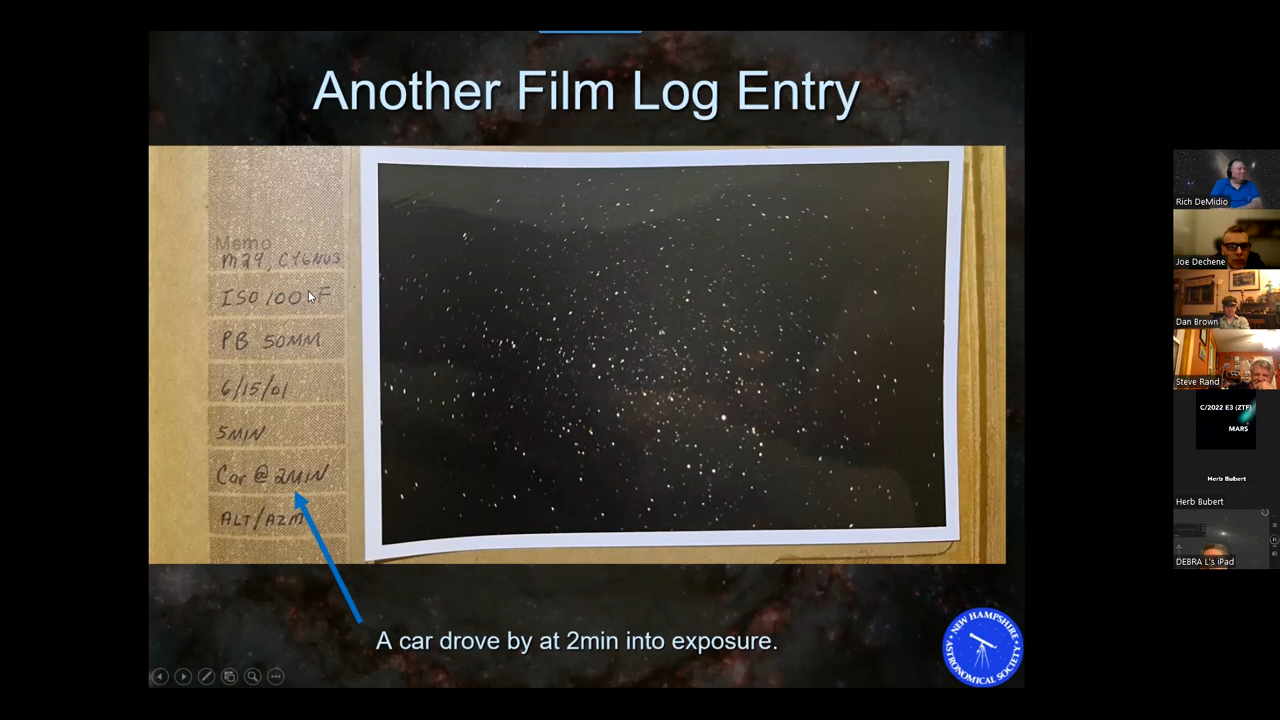 Another Film Log Entry
Memo
M29, CYGNUS
ISO 100 F
PB 50MM
6/15/01
5MIN
Car @ 2MIN
ALT/AZM
A car drove by at 2min into exposure.
NEW HAMPSHIRE
ASTRONOMICAL SOCIETY
Rich DeMidio
Joe Dechene
Dan Brown
Steve Rand
C/2022 E3 (ZTF)
MARS
Herb Bubert
Herb Bubert
DEBRA L's iPad